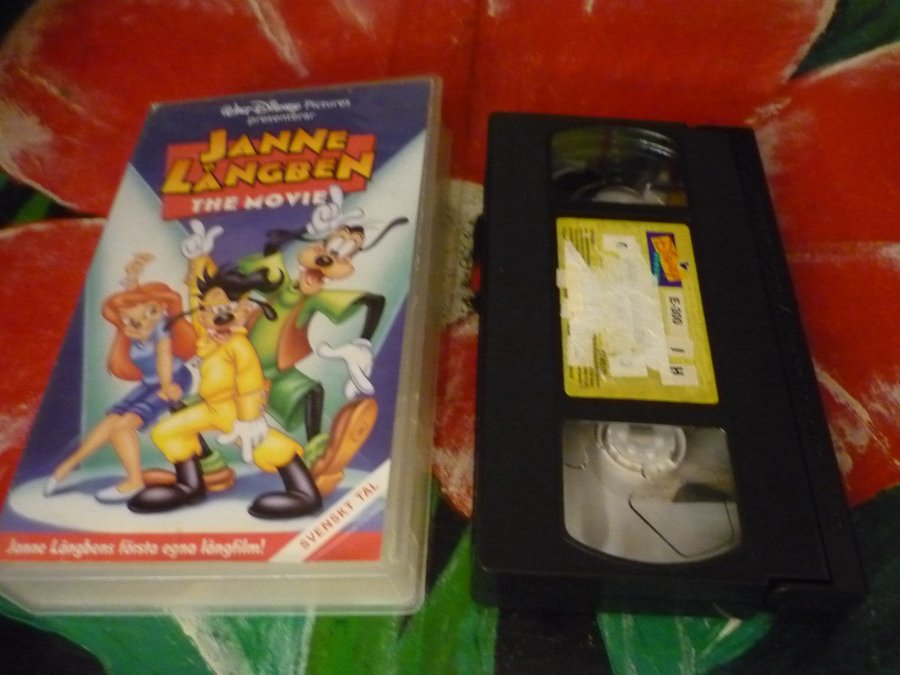 Walt Disney Pictures
presenterar
JANNE
LÅNGBEN
THE MOVIE
SVENSKT TAL
Janne Långbens första egna långfilm!
E-300 / H